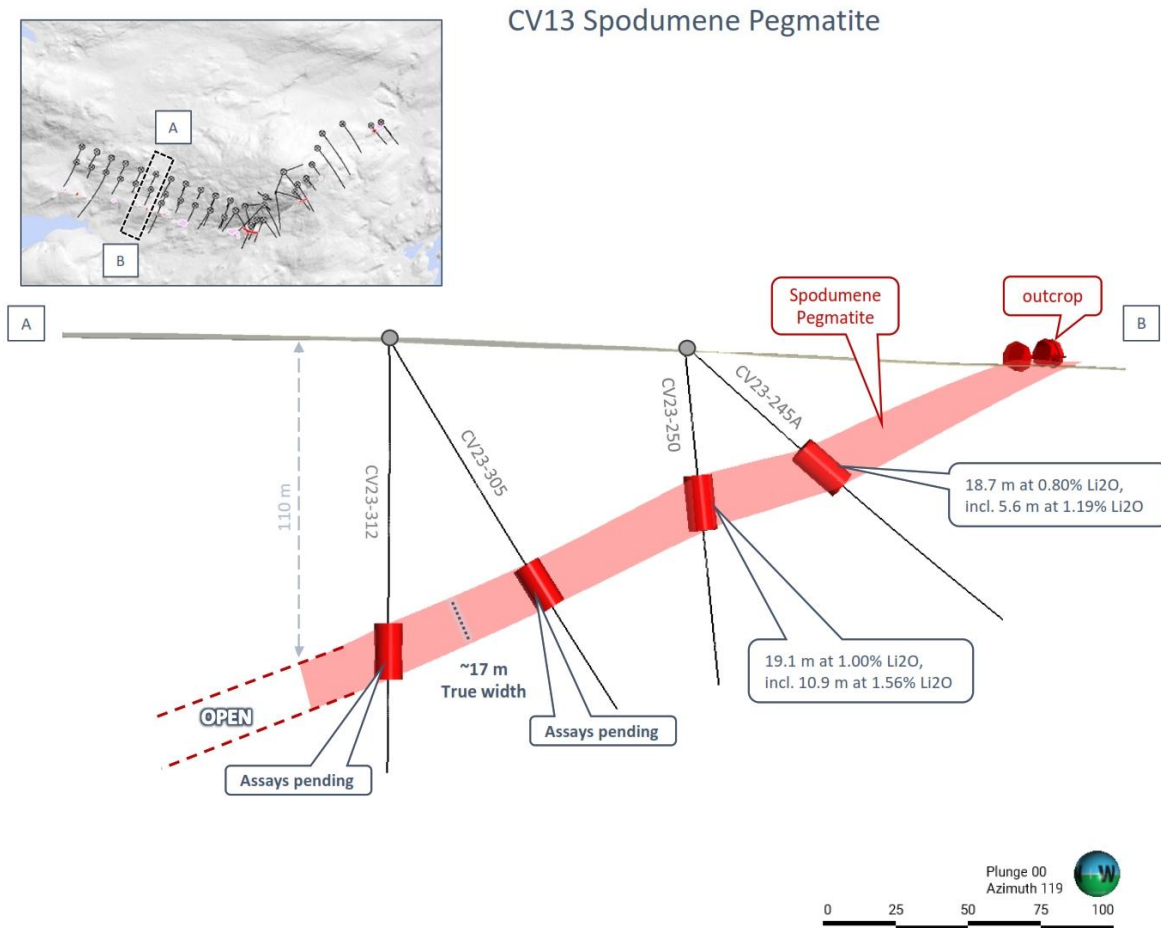 CV13 Spodumene Pegmatite
A
B
A
Spodumene
Pegmatite
outcrop
B
CV23-312
CV23-305
CV23-250
CV23-245A
110 m
18.7 m at 0.80% Li2O,
incl. 5.6 m at 1.19% Li2O
19.1 m at 1.00% Li2O,
incl. 10.9 m at 1.56% Li2O
~17 m
True width
OPEN
Assays pending
Assays pending
Plunge 00
Azimuth 119
W
0 25 50 75 100